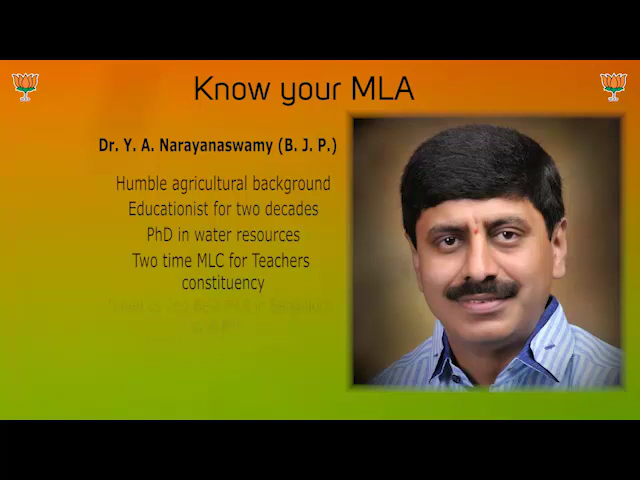 Know your MLA
Dr. Y. A. Narayanaswamy (B. J. P.)
Humble agricultural background
Educationist for two decades
PhD in water resources
Two time MLC for Teachers
constituency